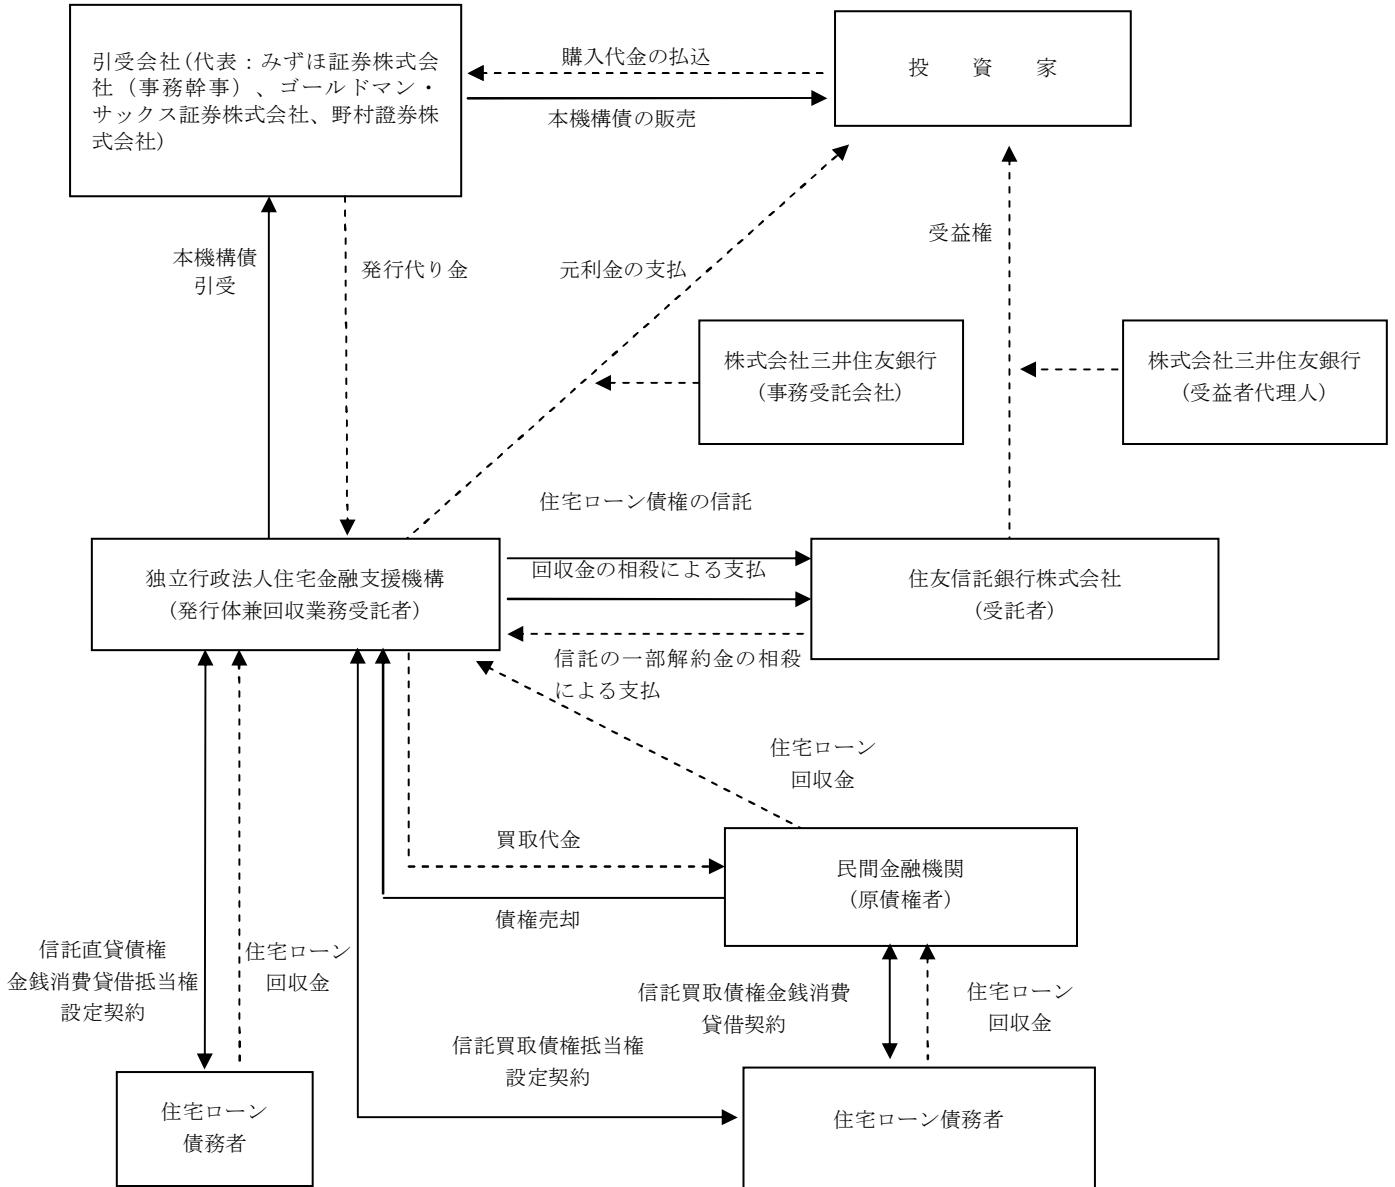 引受会社(代表：みずほ証券株式会
社（事務幹事）、ゴールドマン・
サックス証券株式会社、野村證券株
式会社)
購入代金の払込
本機構債の販売
投　資　家
本機構債
引受
発行代り金
元利金の支払
受益権
株式会社三井住友銀行
（事務受託会社）
株式会社三井住友銀行
（受益者代理人）
住宅ローン債権の信託
独立行政法人住宅金融支援機構
（発行体兼回収業務受託者）
回収金の相殺による支払
住友信託銀行株式会社
（受託者）
信託の一部解約金の相殺
による支払
住宅ローン
回収金
買取代金
民間金融機関
（原債権者）
債権売却
信託直貸債権
金銭消費貸借抵当権
設定契約
住宅ローン
回収金
信託買取債権金銭消費
貸借契約
住宅ローン
回収金
信託買取債権抵当権
設定契約
住宅ローン
債務者
住宅ローン債務者